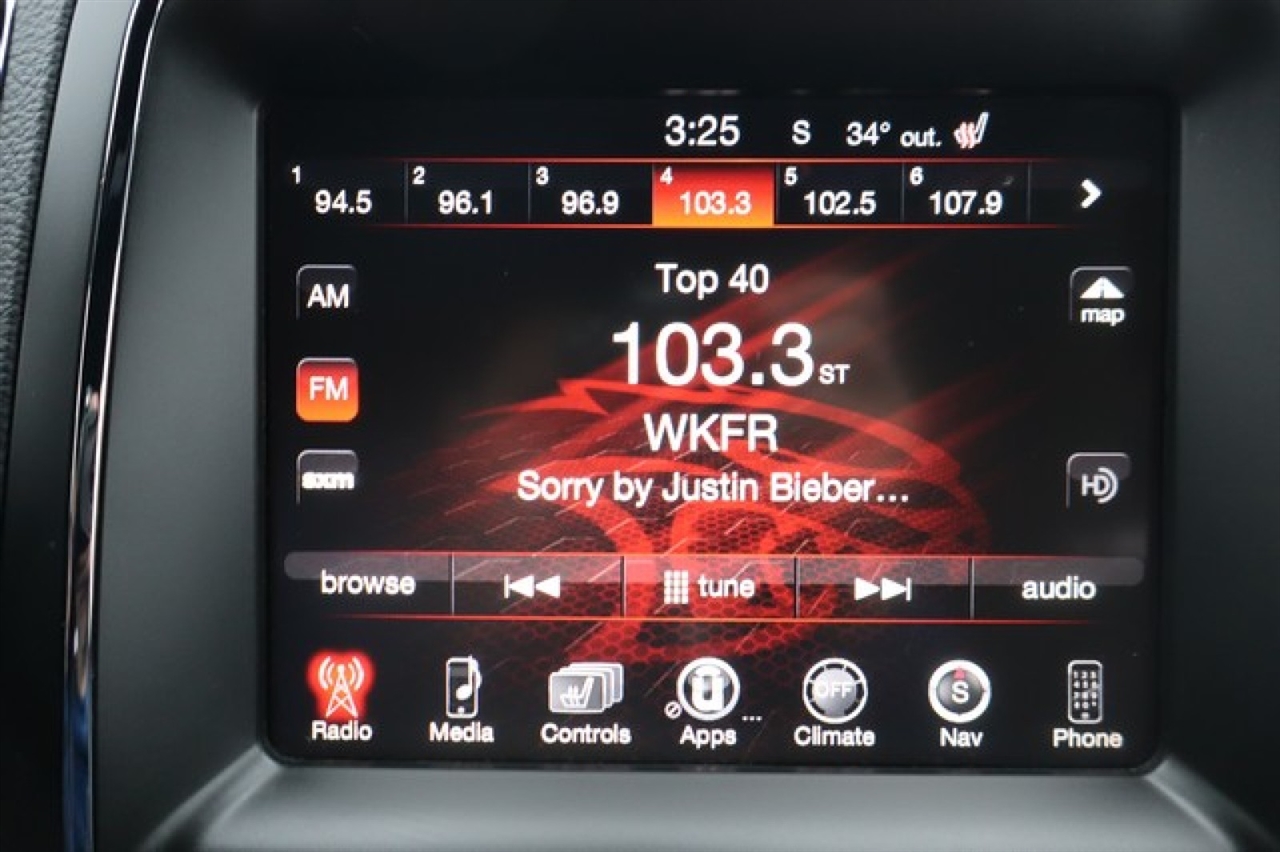 3:25 S 34° out.
1 94.5 2 96.1 3 96.9 4 103.3 5 102.5 6 107.9
AM
Top 40
map
103.3 ST
FM
WKFR
sxm
Sorry by Justin Bieber...
HD
browse tune audio
OFF S
Radio Media Controls Apps ... Climate Nav Phone